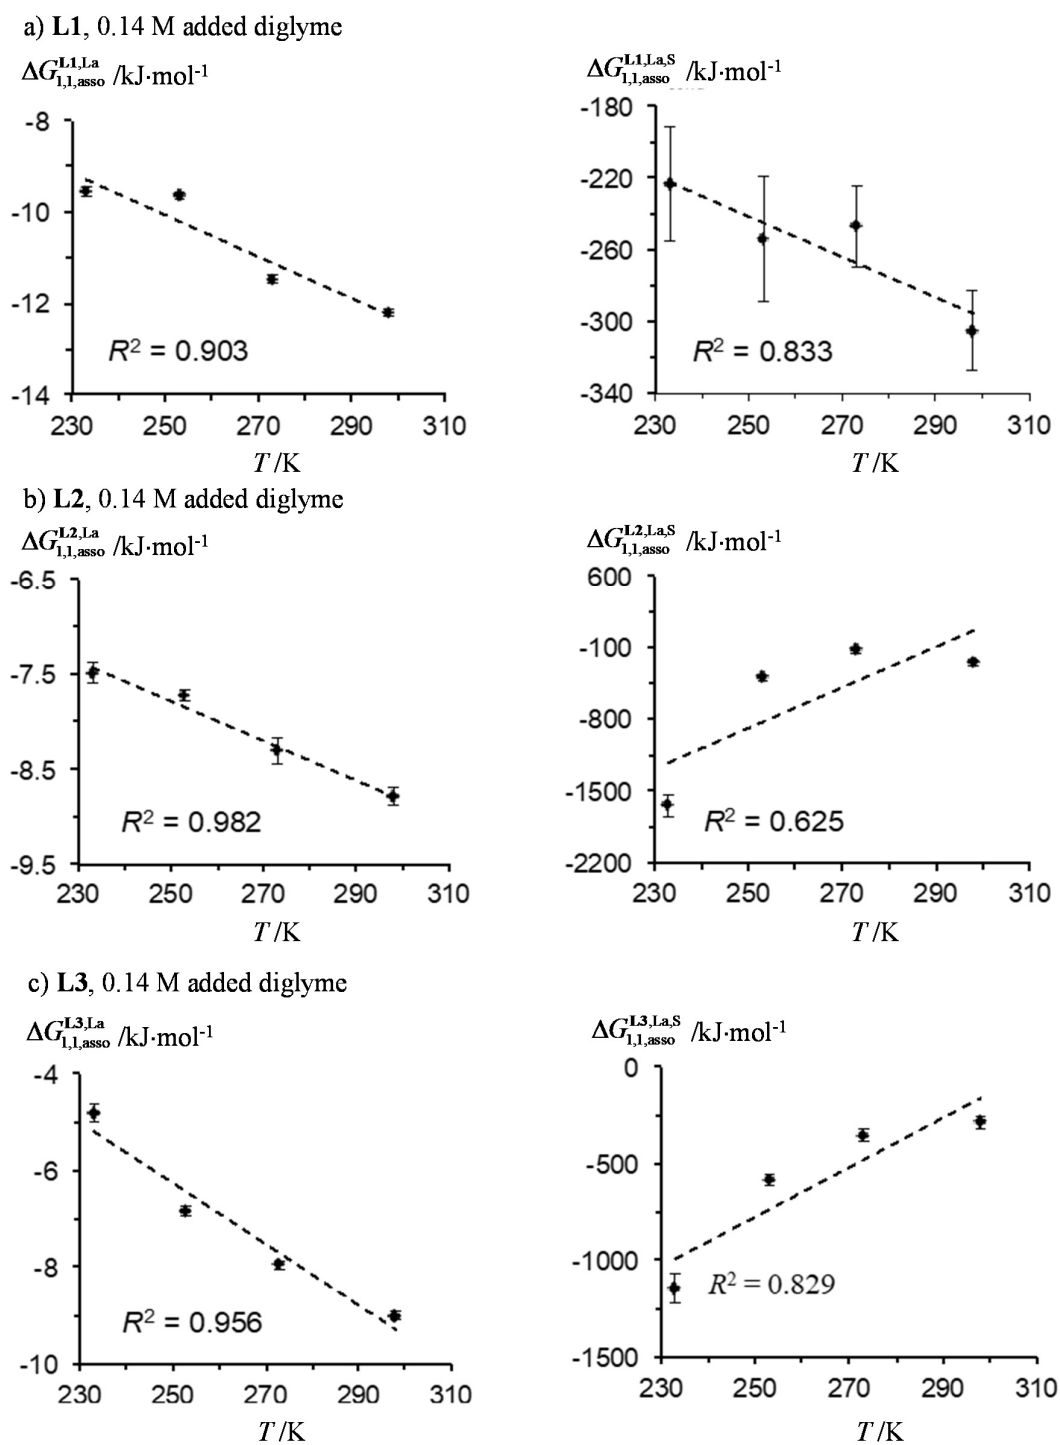 a) L1, 0.14 M added diglyme
ΔG L1,La 1,1,asso /kJ·mol-1
-8
-10
-12
-14
230 250 270 290 310
R2 = 0.903
T /K
ΔG L1,La,S 1,1,asso /kJ·mol-1
-180
-220
-260
-300
-340
230 250 270 290 310
R2 = 0.833
T /K
b) L2, 0.14 M added diglyme
ΔG L2,La 1,1,asso /kJ·mol-1
-6.5
-7.5
-8.5
-9.5
230 250 270 290 310
R2 = 0.982
T /K
ΔG L2,La,S 1,1,asso /kJ·mol-1
600
-100
-800
-1500
-2200
230 250 270 290 310
R2 = 0.625
T /K
c) L3, 0.14 M added diglyme
ΔG L3,La 1,1,asso /kJ·mol-1
-4
-6
-8
-10
230 250 270 290 310
R2 = 0.956
T /K
ΔG L3,La,S 1,1,asso /kJ·mol-1
0
-500
-1000
-1500
230 250 270 290 310
R2 = 0.829
T /K